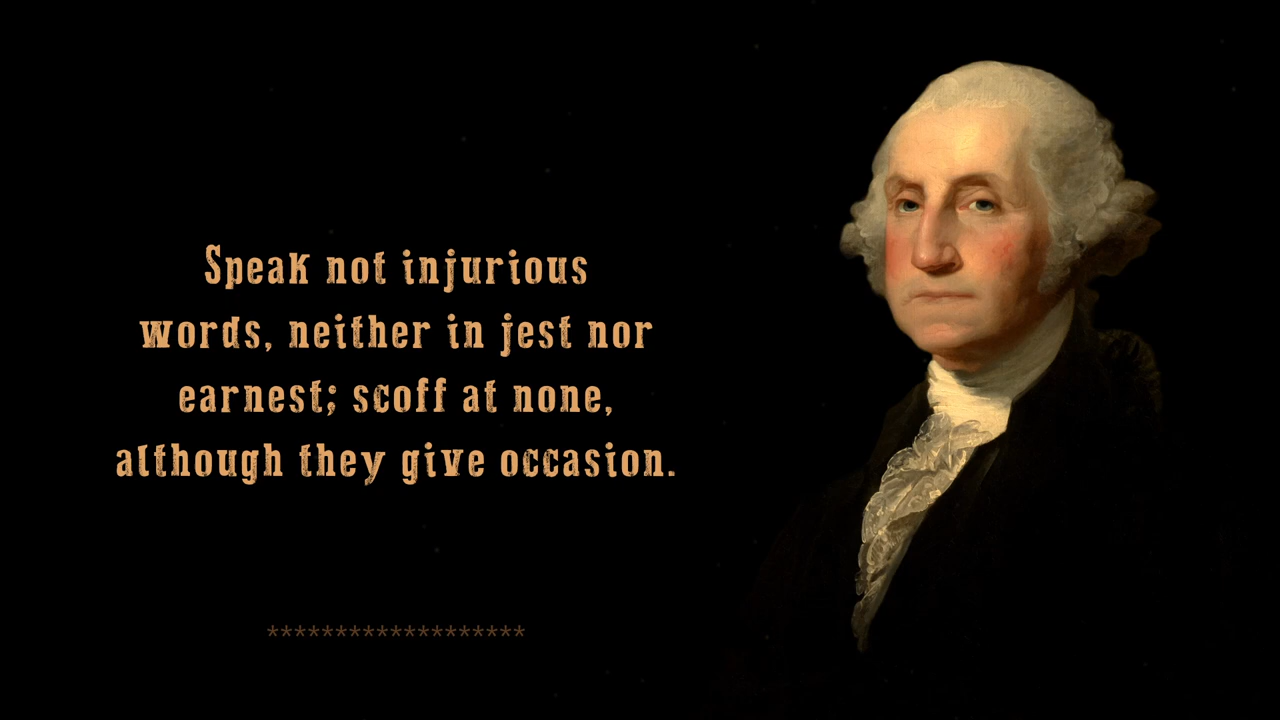 Speak not injurious
words, neither in jest nor
earnest; scoff at none,
although they give occasion.
*******************